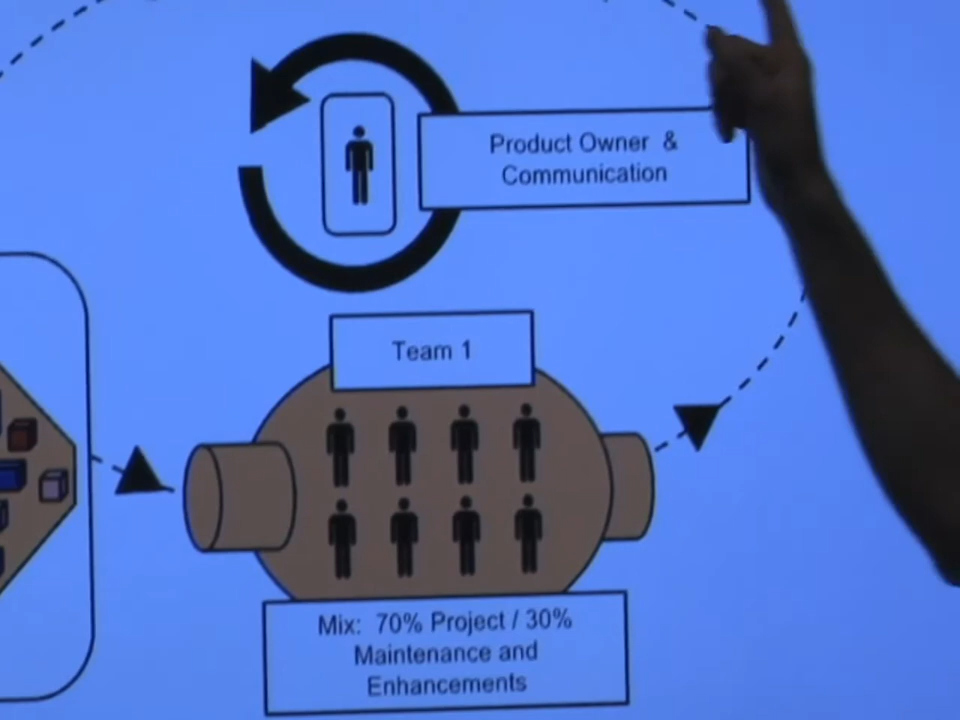 Product Owner &
Communication
Team 1
Mix: 70% Project / 30%
Maintenance and
Enhancements